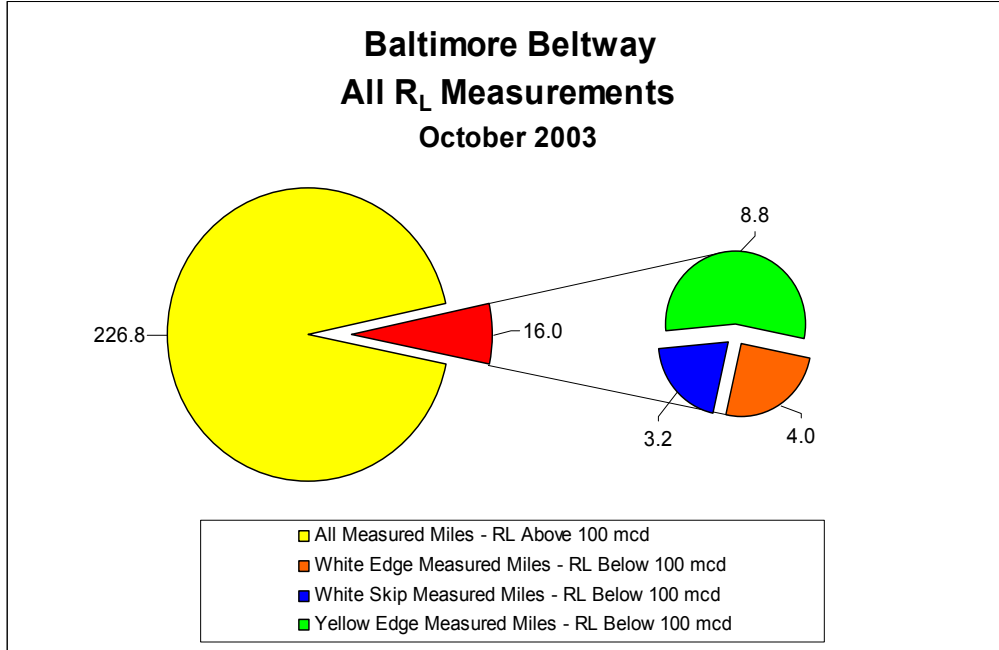 Baltimore Beltway
All RL Measurements
October 2003
8.8
226.8
16.0
3.2
4.0
All Measured Miles - RL Above 100 mcd
White Edge Measured Miles - RL Below 100 mcd
White Skip Measured Miles - RL Below 100 mcd
Yellow Edge Measured Miles - RL Below 100 mcd